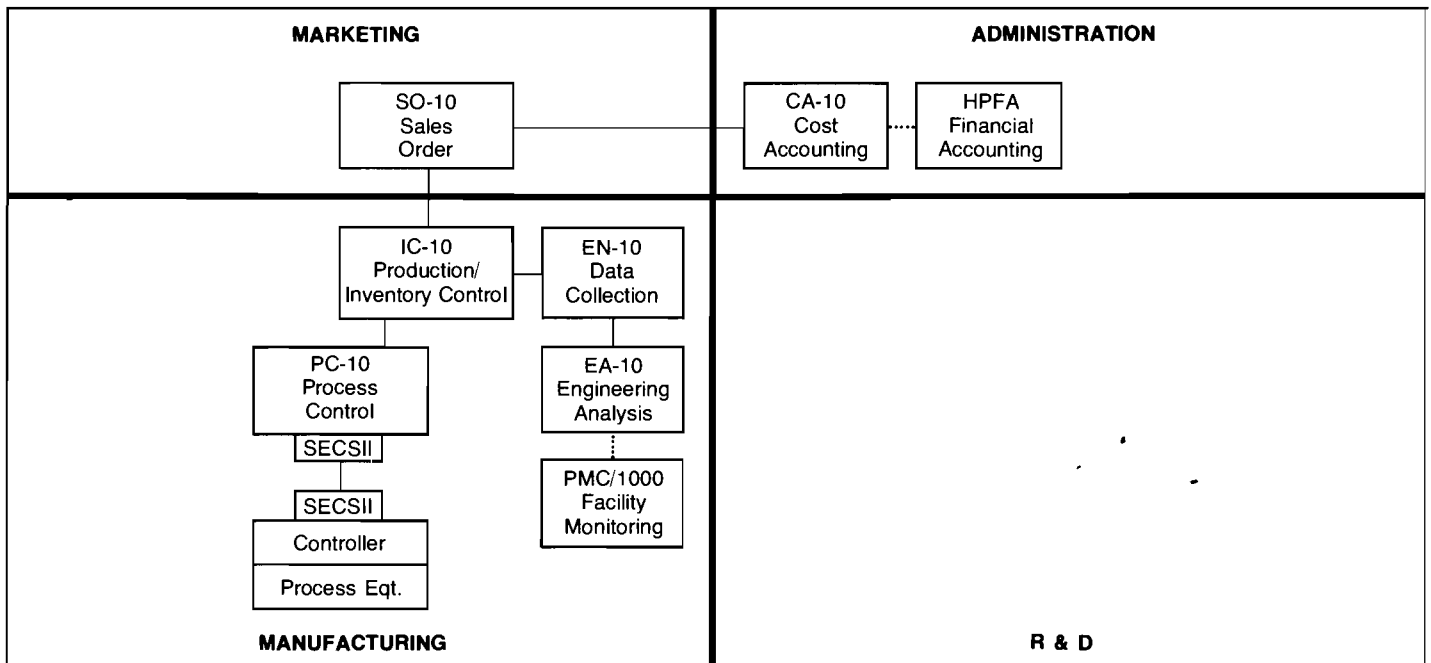 MARKETING
ADMINISTRATION
SO-10
Sales
Order
CA-10
Cost
Accounting
HPFA
Financial
Accounting
IC-10
Production/
Inventory Control
EN-10
Data
Collection
PC-10
Process
Control
SECSII
EA-10
Engineering
Analysis
SECSII
Controller
Process Eqt.
PMC/1000
Facility
Monitoring
MANUFACTURING
R & D